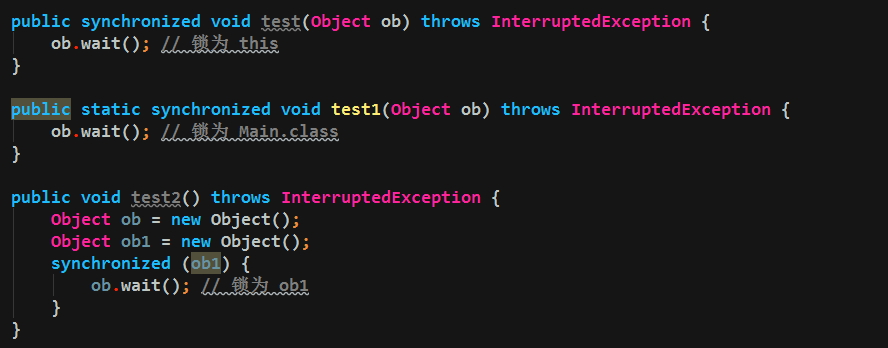 public synchronized void test(Object ob) throws InterruptedException {
    ob.wait(); // 锁为 this
}
public static synchronized void test1(Object ob) throws InterruptedException {
    ob.wait(); // 锁为 Main.class
}
public void test2() throws InterruptedException {
    Object ob = new Object();
    Object ob1 = new Object();
    synchronized (ob1) {
        ob.wait(); // 锁为 ob1
    }
}